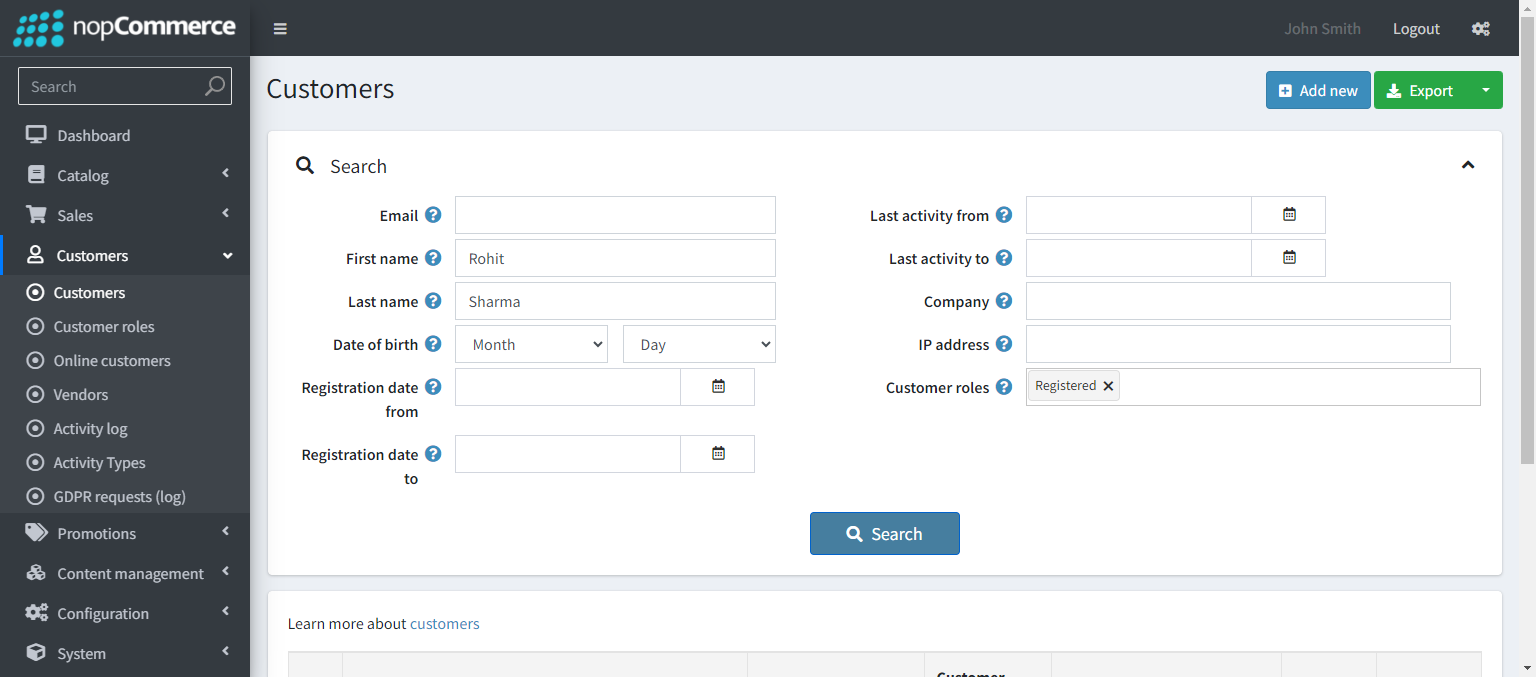 nopCommerce
John Smith
Logout
Search
Dashboard
Catalog
Sales
Customers
Customers
Customer roles
Online customers
Vendors
Activity log
Activity Types
GDPR requests (log)
Promotions
Content management
Configuration
System
Customers
Add new
Export
Search
Email
First name
Rohit
Last name
Sharma
Date of birth
Month
Day
Registration date
from
Registration date
to
Last activity from
Last activity to
Company
IP address
Customer roles
Registered
Search
Learn more about customers
Customer